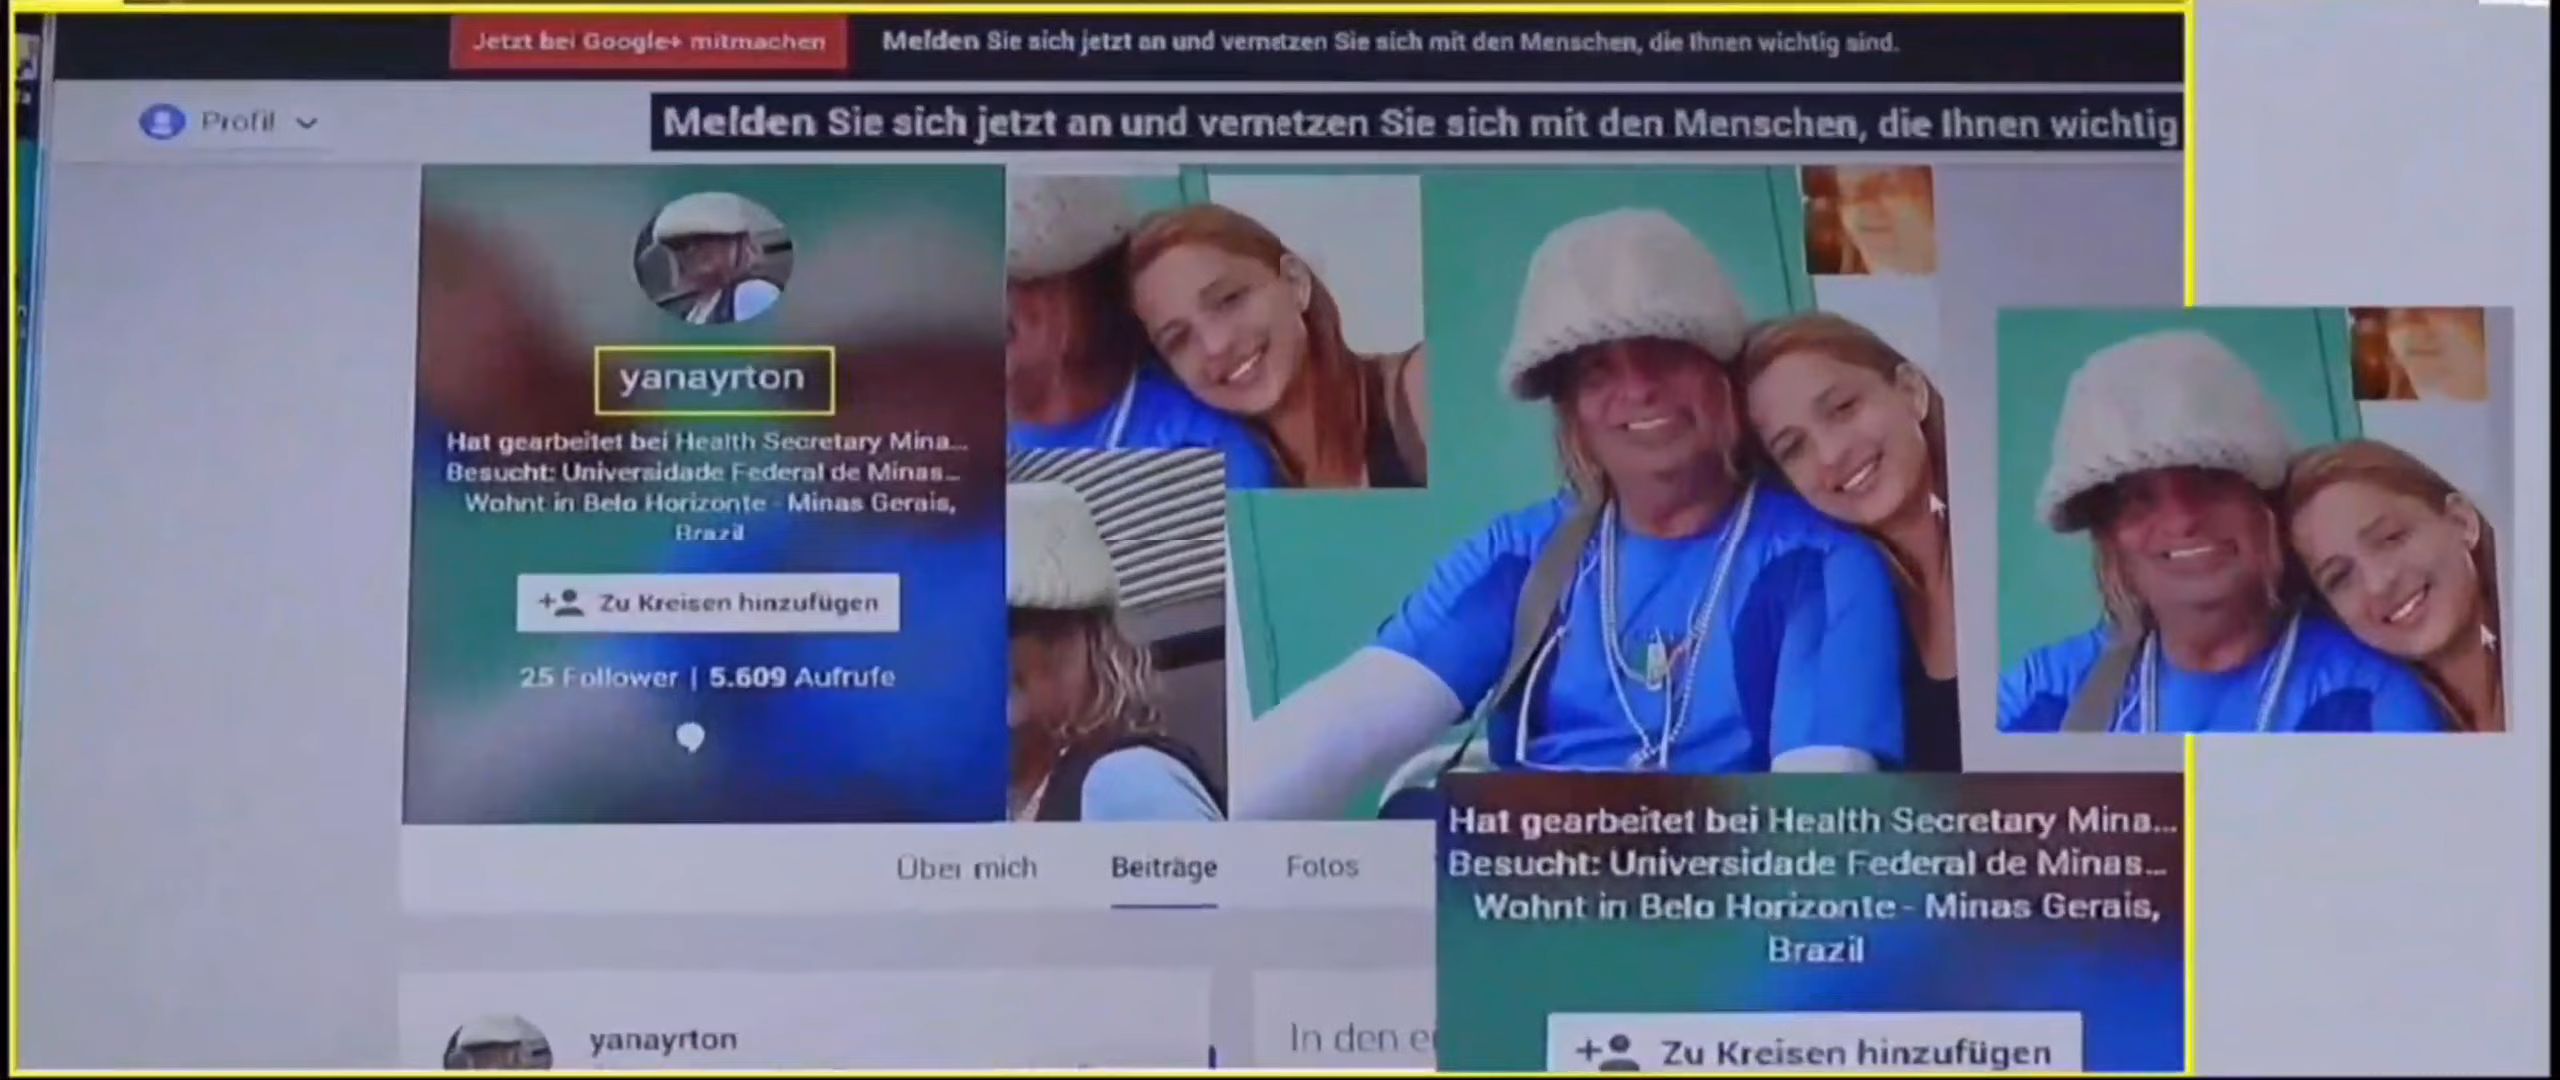 Jetzt bei Google+ mitmachen
Melden Sie sich jetzt an und vernetzen Sie sich mit den Menschen, die Ihnen wichtig sind.
Profil
Melden Sie sich jetzt an und vernetzen Sie sich mit den Menschen, die Ihnen wichtig
yanayrton
Hat gearbeitet bei Health Secretary Mina...
Besucht: Universidade Federal de Minas...
Wohnt in Belo Horizonte - Minas Gerais,
Brazil
Zu Kreisen hinzufügen
25 Follower | 5.609 Aufrufe
Über mich
Beiträge
Fotos
Hat gearbeitet bei Health Secretary Mina...
Besucht: Universidade Federal de Minas...
Wohnt in Belo Horizonte - Minas Gerais,
Brazil
Zu Kreisen hinzufügen
yanayrton
In den